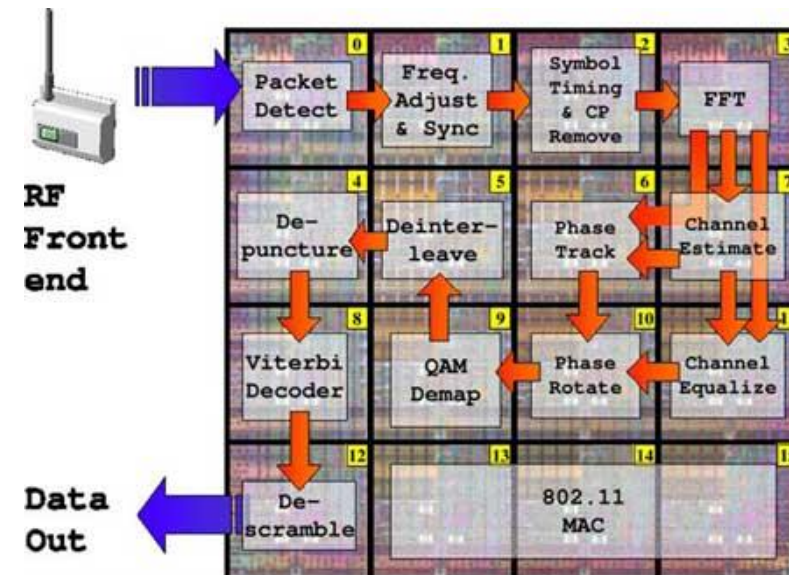 0
1
2
3
Packet
Detect
Freq.
Adjust
& Sync
Symbol
Timing
& CP
Remove
FFT
RF
Front
end
4
5
6
7
De-
puncture
Deinter-
leave
Phase
Track
Channel
Estimate
8
9
10
Viterbi
Decoder
QAM
Demap
Phase
Rotate
Channel
Equalize
12
13
14
Data
Out
De-
scramble
802.11
MAC